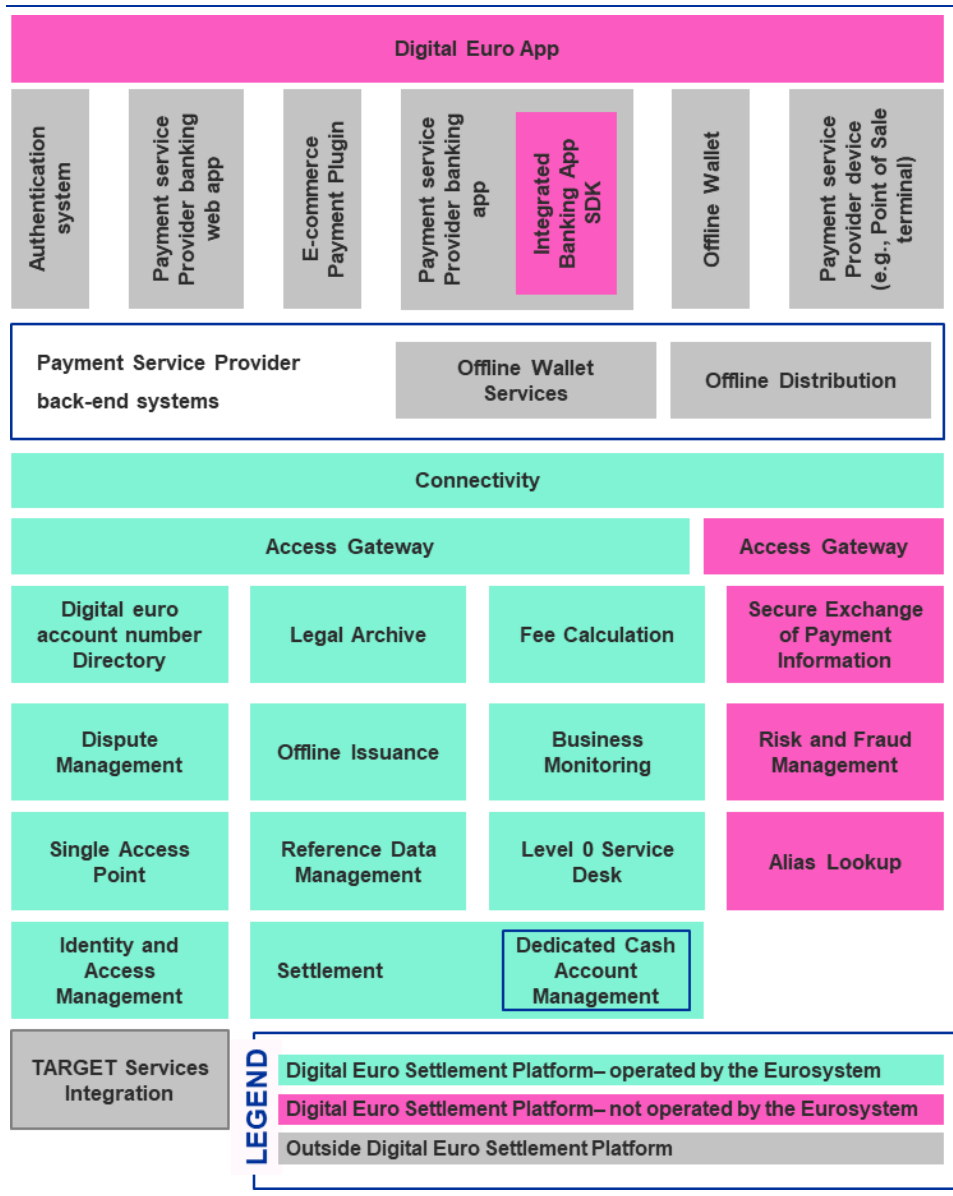 Digital Euro App
Authentication
system
Payment service
Provider banking
web app
E-commerce
Payment Plugin
Payment service
Provider banking
app
Integrated
Banking App
SDK
Offline Wallet
Payment service
Provider device
(e.g., Point of Sale
terminal)
Payment Service Provider
back-end systems
Offline Wallet
Services
Offline Distribution
Connectivity
Access Gateway
Access Gateway
Digital euro
account number
Directory
Legal Archive
Fee Calculation
Secure Exchange
of Payment
Information
Dispute
Management
Offline Issuance
Business
Monitoring
Risk and Fraud
Management
Single Access
Point
Reference Data
Management
Level 0 Service
Desk
Alias Lookup
Identity and
Access
Management
Settlement
Dedicated Cash
Account
Management
TARGET Services
Integration
LEGEND
Digital Euro Settlement Platform– operated by the Eurosystem
Digital Euro Settlement Platform– not operated by the Eurosystem
Outside Digital Euro Settlement Platform